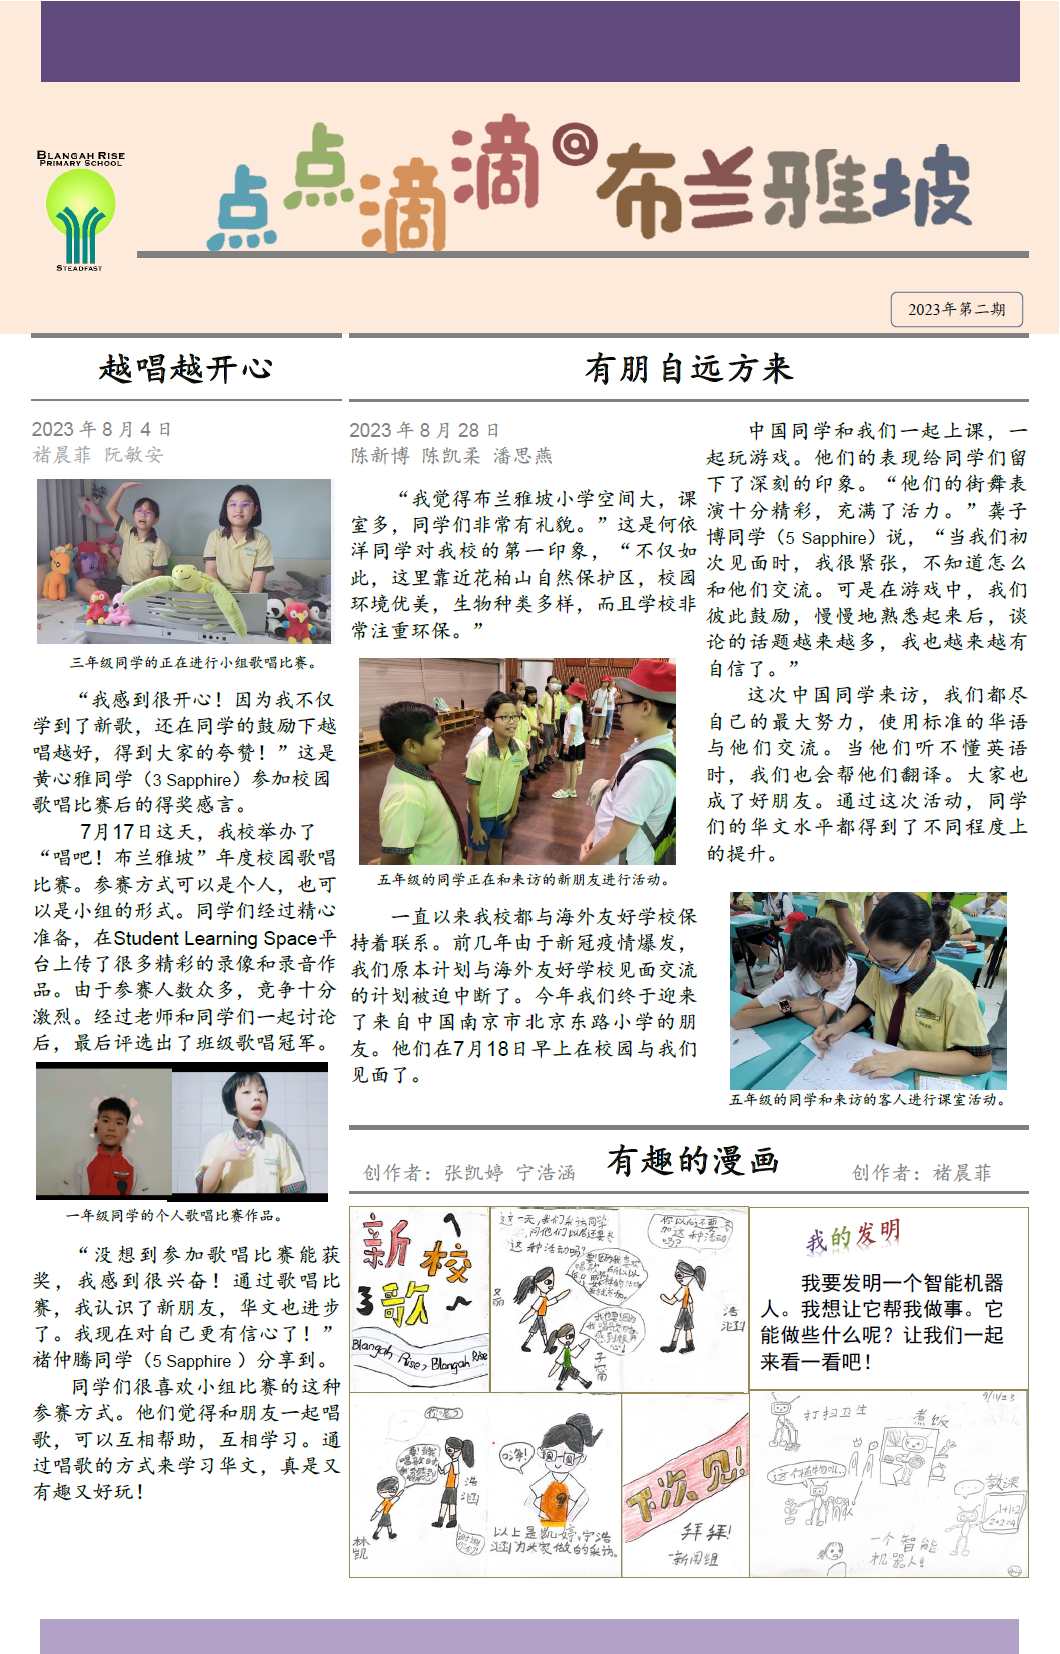 BLANGAH RISE
PRIMARY SCHOOL
STEADFAST
点点滴滴@布兰雅坡
2023年第二期
越唱越开心
2023 年 8 月 4 日
褚晨菲 阮敏安
三年级同学的正在进行小组歌唱比赛。
“我感到很开心！因为我不仅
学到了新歌，还在同学的鼓励下越
唱越好，得到大家的夸赞！”这是
黄心雅同学（3 Sapphire）参加校园
歌唱比赛后的得奖感言。
7月17日这天，我校举办了
“唱吧！布兰雅坡”年度校园歌唱
比赛。参赛方式可以是个人，也可
以是小组的形式。同学们经过精心
准备，在Student Learning Space平
台上传了很多精彩的录像和录音作
品。由于参赛人数众多，竞争十分
激烈。经过老师和同学们一起讨论
后，最后评选出了班级歌唱冠军。
一年级同学的个人歌唱比赛作品。
“没想到参加歌唱比赛能获
奖，我感到很兴奋！通过歌唱比
赛，我认识了新朋友，华文也进步
了。我现在对自己更有信心了！”
褚仲腾同学（5 Sapphire ）分享到。
同学们很喜欢小组比赛的这种
参赛方式。他们觉得和朋友一起唱
歌，可以互相帮助，互相学习。通
过唱歌的方式来学习华文，真是又
有趣又好玩！
有朋自远方来
2023 年 8 月 28 日
陈新博 陈凯柔 潘思燕
“我觉得布兰雅坡小学空间大，课
室多，同学们非常有礼貌。”这是何依
洋同学对我校的第一印象，“不仅如
此，这里靠近花柏山自然保护区，校园
环境优美，生物种类多样，而且学校非
常注重环保。”
五年级的同学正在和来访的新朋友进行活动。
一直以来我校都与海外友好学校保
持着联系。前几年由于新冠疫情爆发，
我们原本计划与海外友好学校见面交流
的计划被迫中断了。今年我们终于迎来
了来自中国南京市北京东路小学的朋
友。他们在7月18日早上在校园与我们
见面了。
中国同学和我们一起上课，一
起玩游戏。他们的表现给同学们留
下了深刻的印象。“他们的街舞表
演十分精彩，充满了活力。”龚子
博同学（5 Sapphire）说，“当我们初
次见面时，我很紧张，不知道怎么
和他们交流。可是在游戏中，我们
彼此鼓励，慢慢地熟悉起来后，谈
论的话题越来越多，我也越来越有
自信了。”
这次中国同学来访，我们都尽
自己的最大努力，使用标准的华语
与他们交流。当他们听不懂英语
时，我们也会帮他们翻译。大家也
成了好朋友。通过这次活动，同学
们的华文水平都得到了不同程度上
的提升。
五年级的同学和来访的客人进行课室活动。
创作者：张凯婷 宁浩涵
有趣的漫画
创作者：褚晨菲
新校
歌
Blangah Rise, Blangah Rise
这一天,我们采访同学
问他们以后还要参
这种活动吗？
你以后还要参
加这种活动
吗？
浩
涵
你呢？
浩
涵
林
凯
以上是凯婷,宁浩
涵为大家做的采访。
下次见！
拜拜！
新闻组
我的发明
我要发明一个智能机器
人。我想让它帮我做事。它
能做些什么呢？让我们一起
来看一看吧！
9/11/23
打扫卫生
煮饭
教课
1+1=2
2+2=4
一个智能
机器人！